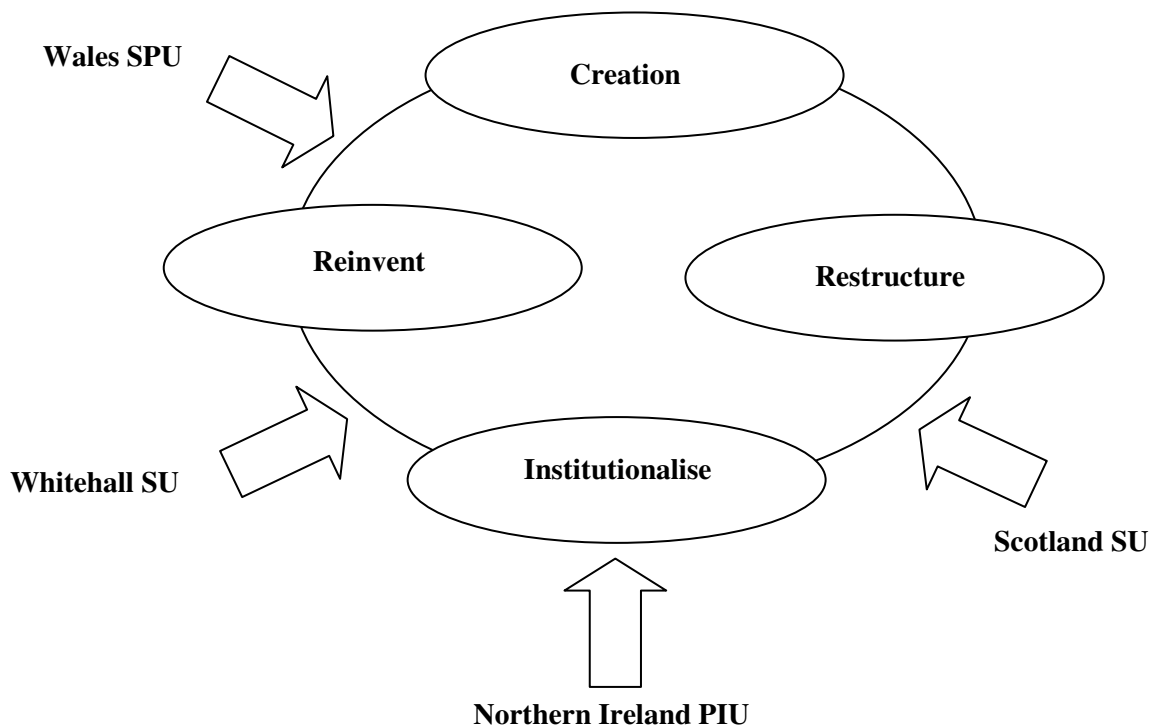 Wales SPU
Creation
Reinvent
Restructure
Institutionalise
Whitehall SU
Scotland SU
Northern Ireland PIU